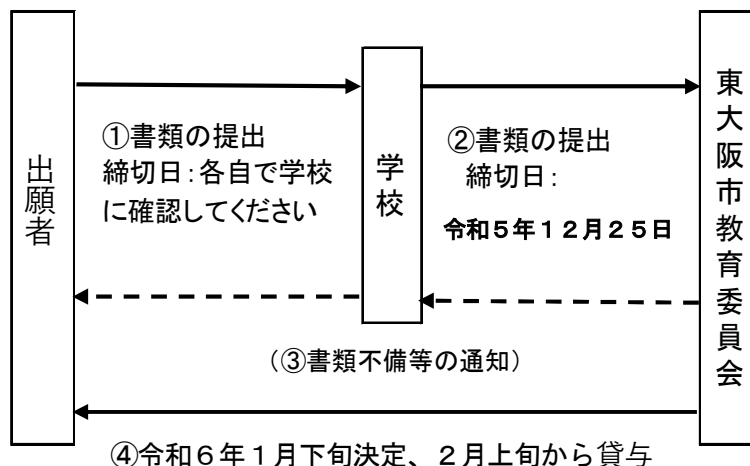 出願者
①書類の提出
締切日：各自で学校
に確認してください
学校
②書類の提出
締切日：
令和５年１２月２５日
東大阪市教育委員会
（③書類不備等の通知）
④令和６年１月下旬決定、２月上旬から貸与